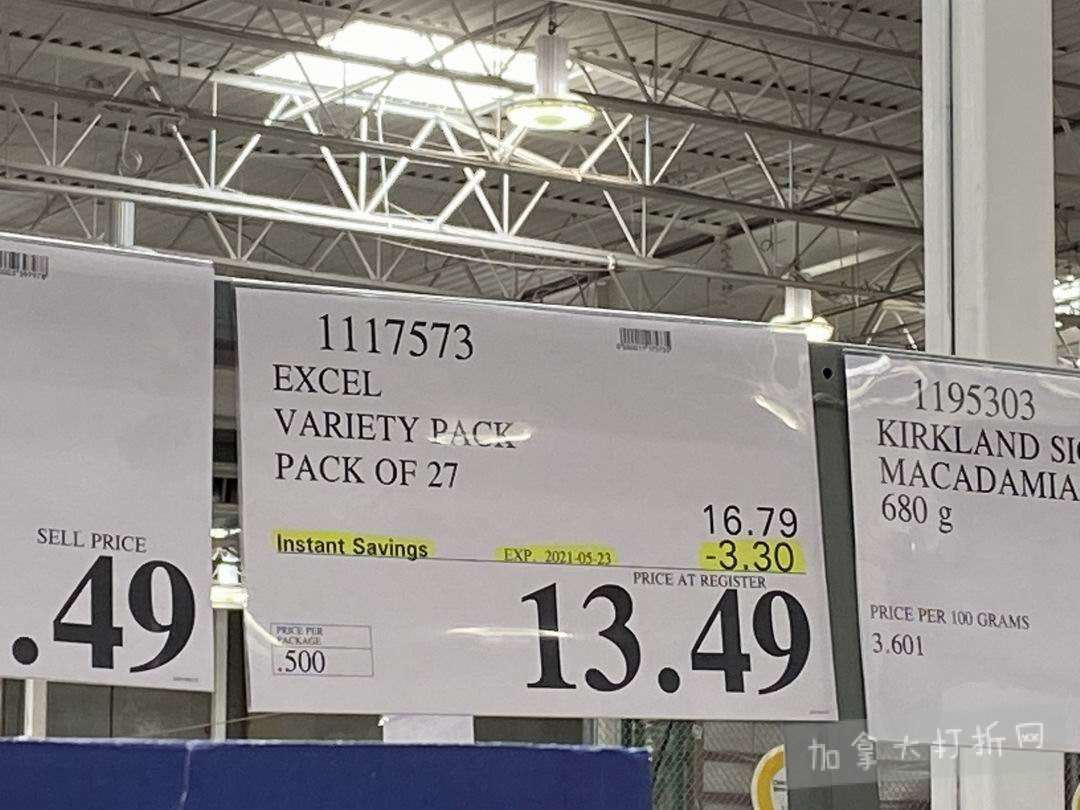 SELL PRICE
.49
1117573
EXCEL
VARIETY PACK
PACK OF 27
16.79
Instant Savings EXP. 2021-05-23 -3.30
PRICE AT REGISTER
13.49
PRICE PER
PACKAGE
.500
1195303
KIRKLAND SIG
MACADAMIA
680 g
PRICE PER 100 GRAMS
3.601
加拿大打折网